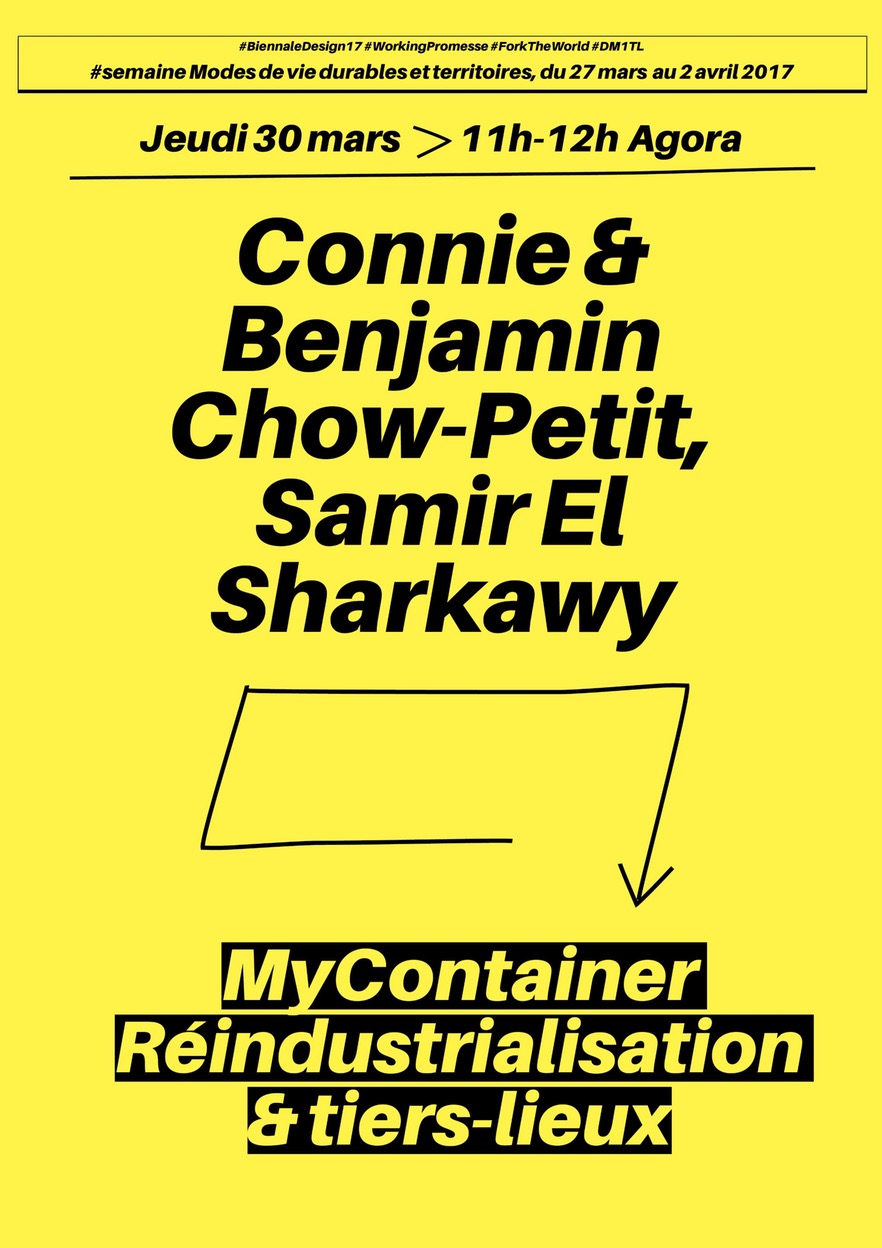 #BiennaleDesign17 #WorkingPromesse #ForkTheWorld #DM1TL
#semaine Modes de vie durables et territoires, du 27 mars au 2 avril 2017
Jeudi 30 mars > 11h-12h Agora
Connie &
Benjamin
Chow-Petit,
Samir El
Sharkawy
MyContainer
Réindustrialisation
& tiers-lieux